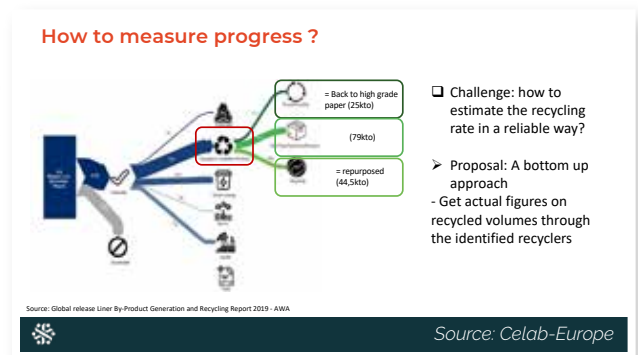 How to measure progress ?
= Back to high grade
paper (25kto)
(79kto)
= repurposed
(44,5kto)
❑ Challenge: how to
estimate the recycling
rate in a reliable way?
➤ Proposal: A bottom up
approach
- Get actual figures on
recycled volumes through
the identified recyclers
Source: Global release Liner By-Product Generation and Recycling Report 2019 - AWA
Source: Celab-Europe